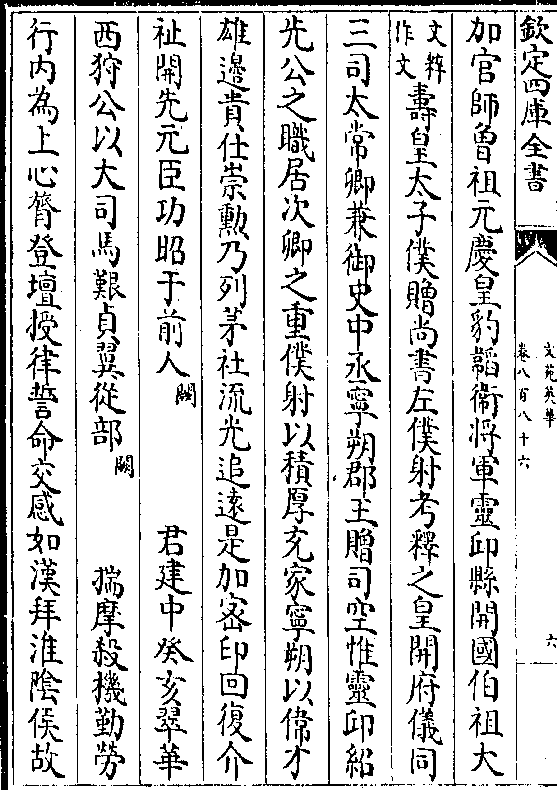 欽定四庫全書
文苑英華
卷八百八十六
六
加官師魯祖元慶皇豹韜衞將軍靈丘縣開國伯祖大
文粹作文壽皇太子僕贈尚書左僕射考釋之皇開府儀同
三司太常卿兼御史中丞寧朔郡王贈司空惟靈丘紹
先公之職居次卿之重僕射以積厚充家寧朔以偉才
雄邊貴仕崇勲乃列茅社流光追遠是加密印回復介
祉開先元臣功昭于前人闕 君建中癸亥翠華
西狩公以大司馬艱貞翼從部闕 揣摩殺機勤勞
行内為上心膂登壇授律誓命交感如漢拜淮隂侯故